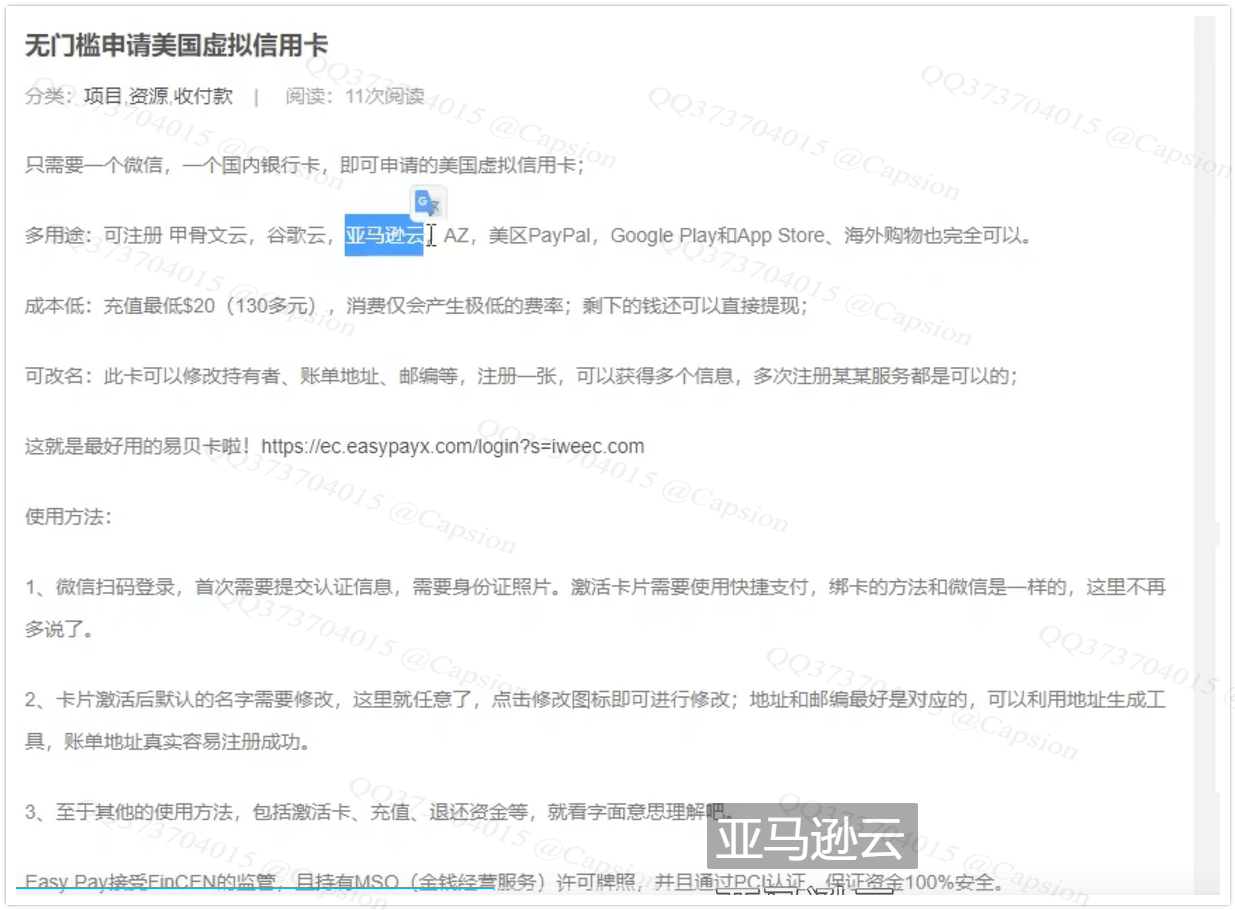 无门槛申请美国虚拟信用卡
分类：项目,资源,收付款 | 阅读：11次阅读
只需要一个微信，一个国内银行卡，即可申请的美国虚拟信用卡；
多用途：可注册 甲骨文云，谷歌云，亚马逊云，AZ，美区PayPal，Google Play和App Store、海外购物也完全可以。
成本低：充值最低$20（130多元），消费仅会产生极低的费率；剩下的钱还可以直接提现；
可改名：此卡可以修改持有者、账单地址、邮编等，注册一张，可以获得多个信息，多次注册某某服务都是可以的；
这就是最好用的易贝卡啦！https://ec.easypayx.com/login?s=iweec.com
使用方法：
1、微信扫码登录，首次需要提交认证信息，需要身份证照片。激活卡片需要使用快捷支付，绑卡的方法和微信是一样的，这里不再
多说了。
2、卡片激活后默认的名字需要修改，这里就任意了，点击修改图标即可进行修改；地址和邮编最好是对应的，可以利用地址生成工
具，账单地址真实容易注册成功。
3、至于其他的使用方法，包括激活卡、充值、退还资金等，就看字面意思理解吧。
亚马逊云
Easy Pay接受FinCEN的监管，且持有MSO（金钱经营服务）许可牌照，并且通过PCI认证，保证资金100%安全。
QQ373704015 @Capsion